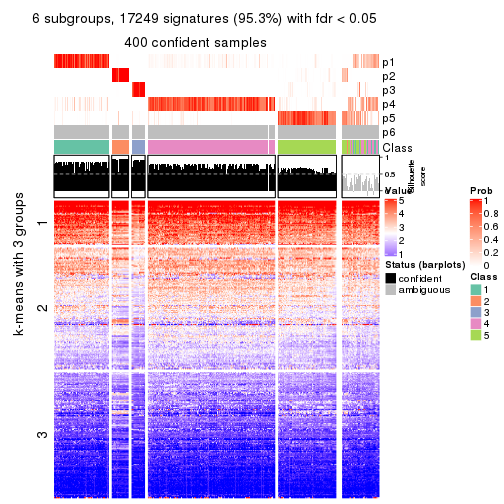 6 subgroups, 17249 signatures (95.3%) with fdr < 0.05
400 confident samples
p1
p2
p3
p4
p5
p6
Class
1
0.5
0
Silhouette
score
k-means with 3 groups
1
2
3
Value
5
4
3
2
1
Status (barplots)
confident
ambiguous
Prob
1
0.8
0.6
0.4
0.2
0
Class
1
2
3
4
5